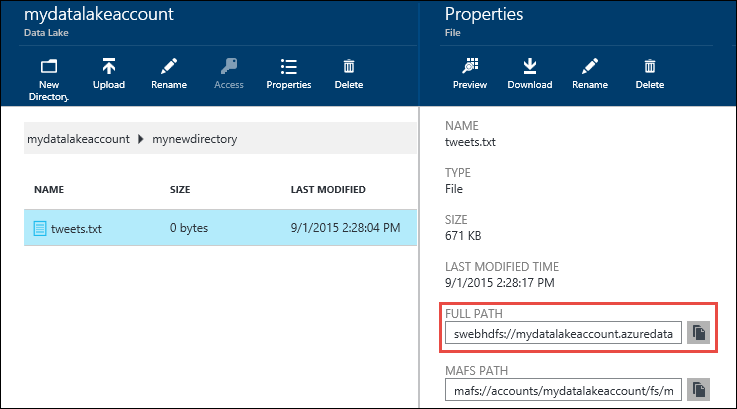 mydatalakeaccount
Data Lake
New Directory
Upload
Rename
Access
Properties
Delete
mydatalakeaccount
mynewdirectory
NAME SIZE LAST MODIFIED
tweets.txt 0 bytes 9/1/2015 2:28:04 PM
Properties
File
Preview
Download
Rename
Delete
NAME
tweets.txt
TYPE
File
SIZE
671 KB
LAST MODIFIED TIME
9/1/2015 2:28:17 PM
FULL PATH
swebhdfs://mydatalakeaccount.azuredata
MAFS PATH
mafs://accounts/mydatalakeaccount/fs/m